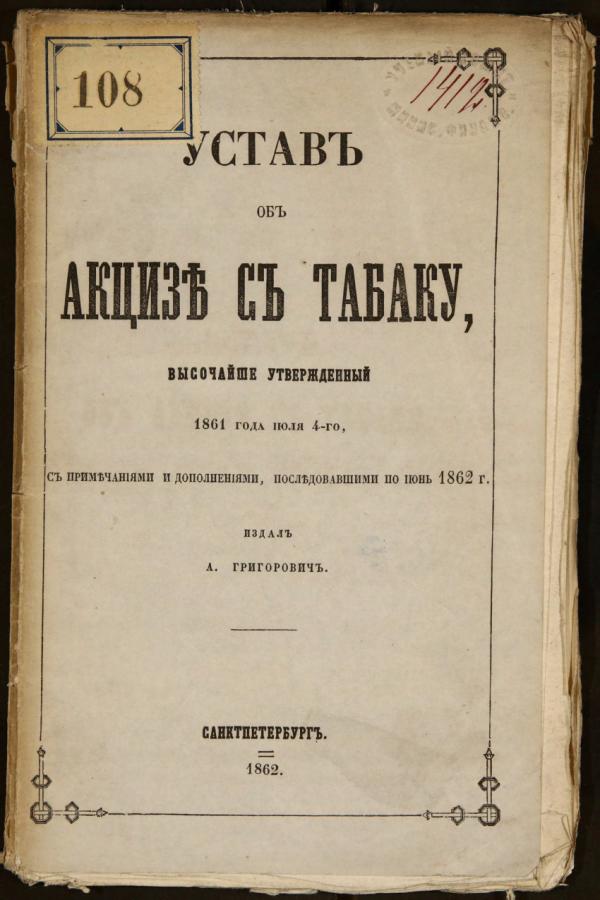 108
1412
УСТАВЪ
ОБЪ
АКЦИЗѢ СЪ ТАБАКУ,
ВЫСОЧАЙШЕ УТВЕРЖДЕННЫЙ
1861 ГОДА ІЮЛЯ 4-ГО,
СЪ ПРИМѢЧАНІЯМИ И ДОПОЛНЕНІЯМИ, ПОСЛѢДОВАВШИМИ ПО ІЮНЬ 1862 Г.
ИЗДАЛЪ
А. ГРИГОРОВИЧЪ.
САНКТПЕТЕРБУРГЪ.
1862.